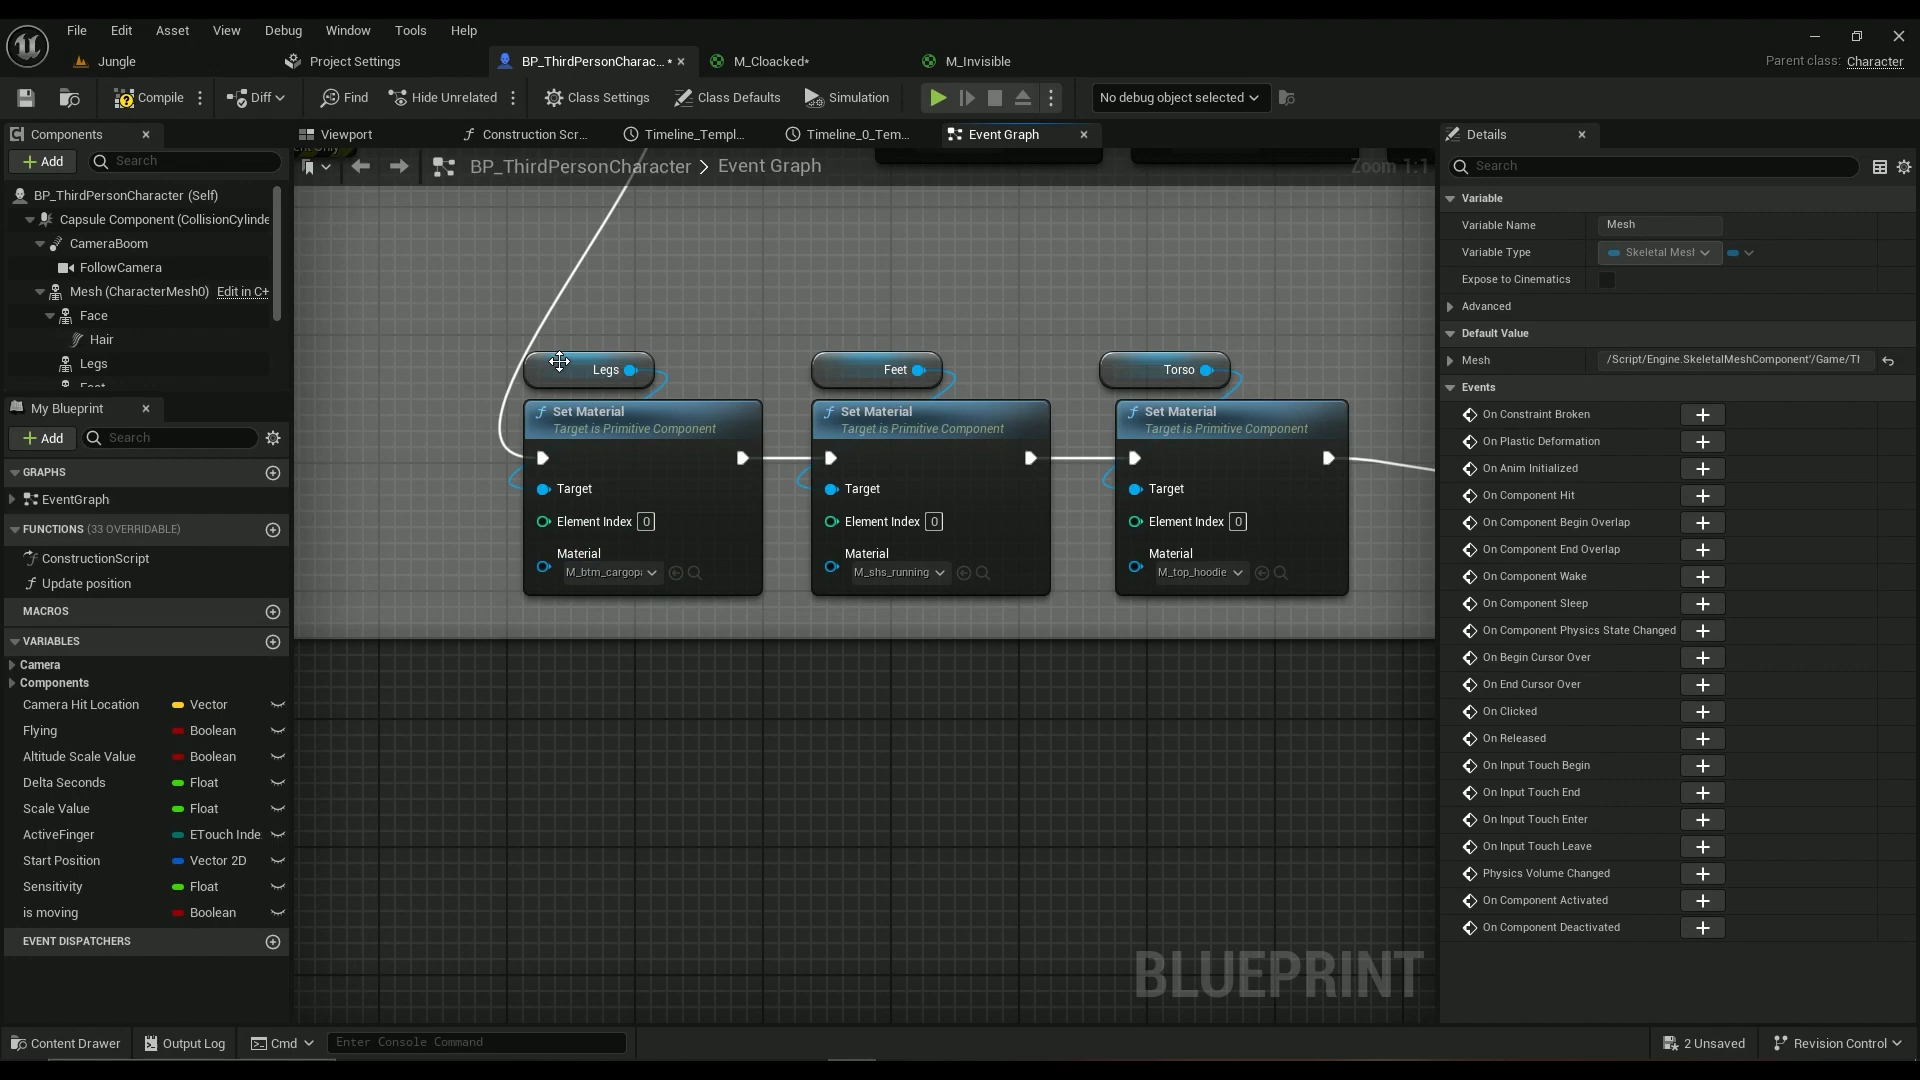 File Edit Asset View Debug Window Tools Help
Jungle Project Settings BP_ThirdPersonCharac... * M_Cloacked* M_Invisible Parent class: Character
Compile Diff Find Hide Unrelated Class Settings Class Defaults Simulation No debug object selected
Components Viewport Construction Scr... Timeline_Templ... Timeline_0_Tem... Event Graph Details
Add Search BP_ThirdPersonCharacter > Event Graph Zoom 1:1 Search
BP_ThirdPersonCharacter (Self)
Capsule Component (CollisionCylinde
CameraBoom
FollowCamera
Mesh (CharacterMesh0) Edit in C+
Face
Hair
Legs
Feet
My Blueprint
Add Search
GRAPHS
EventGraph
FUNCTIONS (33 OVERRIDABLE)
ConstructionScript
Update position
MACROS
VARIABLES
Camera
Components
Camera Hit Location Vector
Flying Boolean
Altitude Scale Value Boolean
Delta Seconds Float
Scale Value Float
ActiveFinger ETouch Inde
Start Position Vector 2D
Sensitivity Float
is moving Boolean
EVENT DISPATCHERS
Legs
Set Material
Target is Primitive Component
Target
Element Index 0
Material
M_btm_cargopa
Feet
Set Material
Target is Primitive Component
Target
Element Index 0
Material
M_shs_running
Torso
Set Material
Target is Primitive Component
Target
Element Index 0
Material
M_top_hoodie
BLUEPRINT
Variable
Variable Name Mesh
Variable Type Skeletal Mesl
Expose to Cinematics
Advanced
Default Value
Mesh /Script/Engine.SkeletalMeshComponent'/Game/Tl
Events
On Constraint Broken
On Plastic Deformation
On Anim Initialized
On Component Hit
On Component Begin Overlap
On Component End Overlap
On Component Wake
On Component Sleep
On Component Physics State Changed
On Begin Cursor Over
On End Cursor Over
On Clicked
On Released
On Input Touch Begin
On Input Touch End
On Input Touch Enter
On Input Touch Leave
Physics Volume Changed
On Component Activated
On Component Deactivated
Content Drawer Output Log Cmd Enter Console Command 2 Unsaved Revision Control